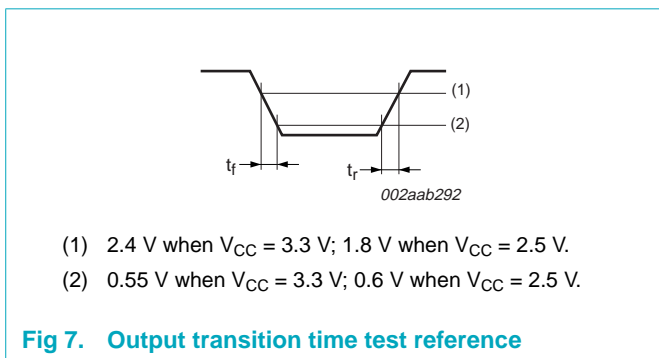 (1)
(2)
tf
tr
002aab292
(1) 2.4 V when VCC = 3.3 V; 1.8 V when VCC = 2.5 V.
(2) 0.55 V when VCC = 3.3 V; 0.6 V when VCC = 2.5 V.
Fig 7. Output transition time test reference